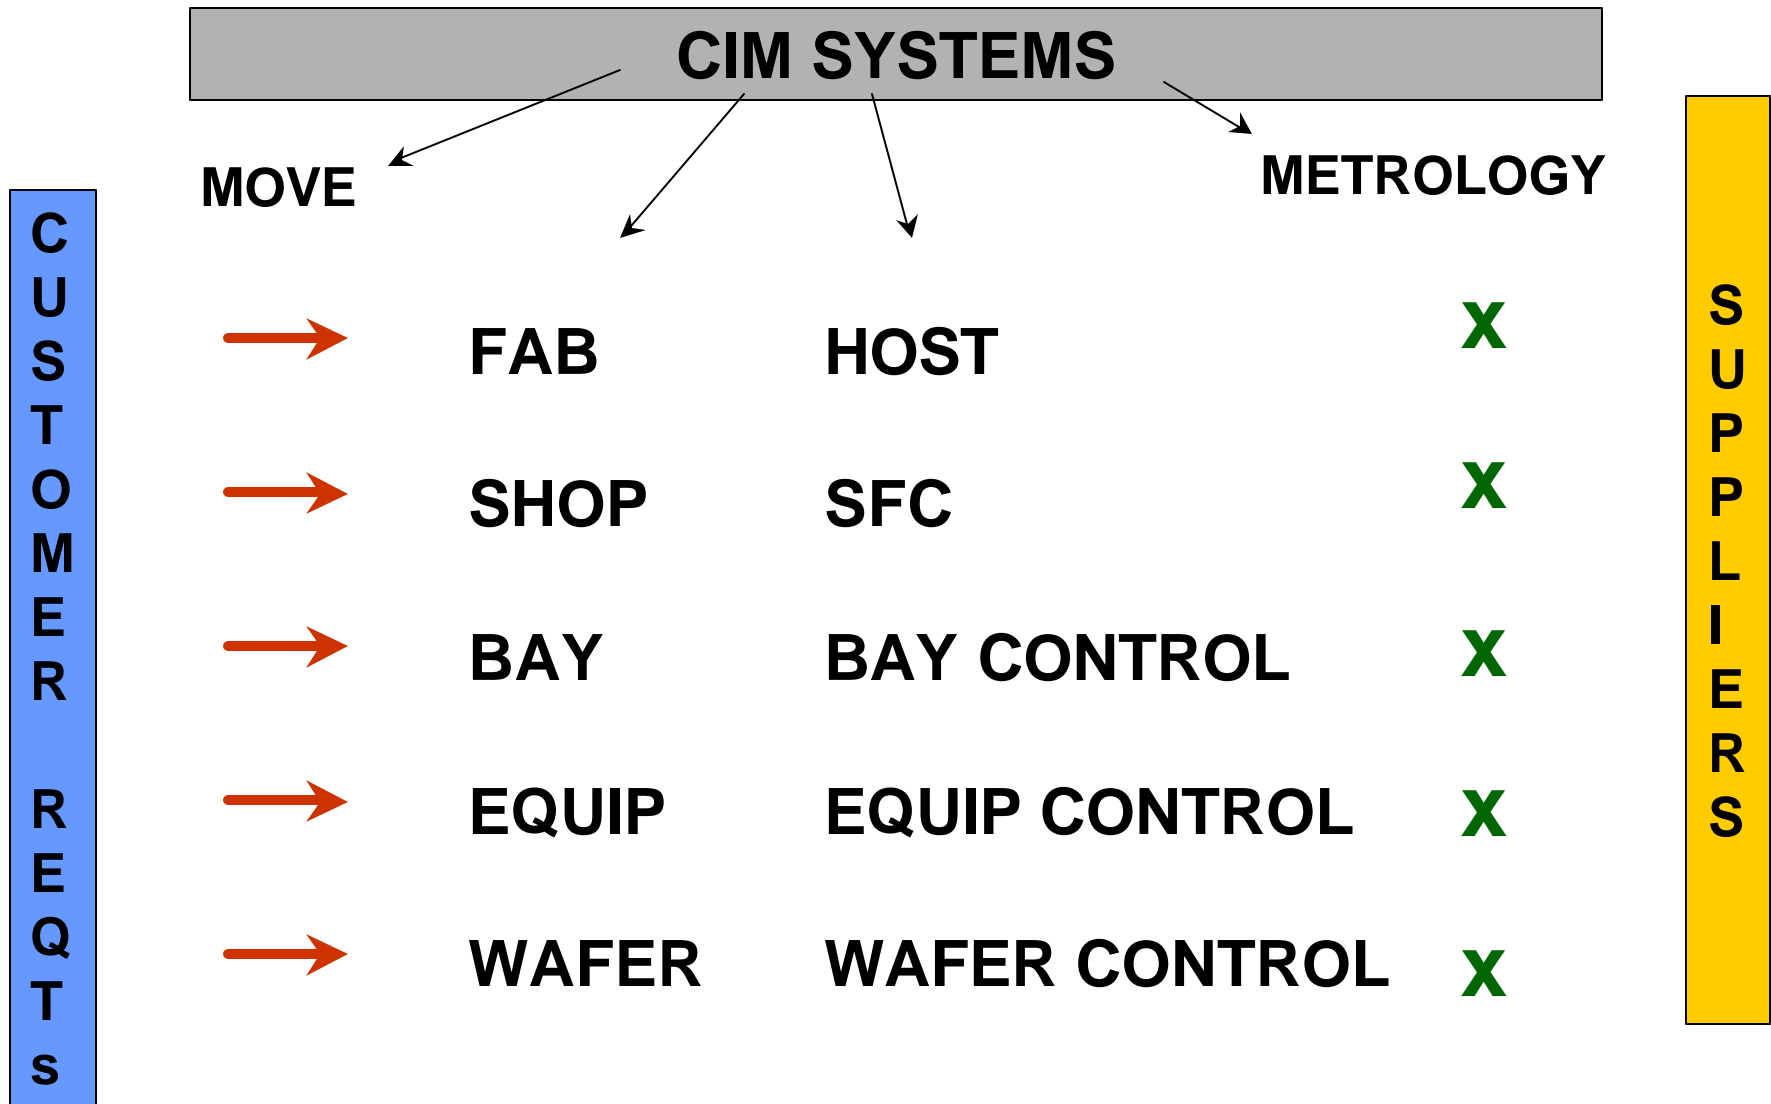 CIM SYSTEMS
MOVE
METROLOGY
CUSTOMER REQTs
FAB HOST X
SHOP SFC X
BAY BAY CONTROL X
EQUIP EQUIP CONTROL X
WAFER WAFER CONTROL X
SUPPLIERS